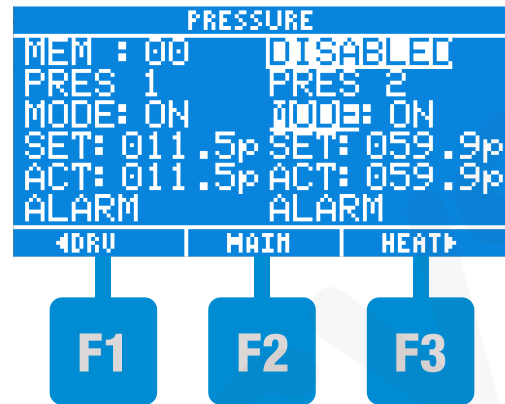 PRESSURE
MEM : 00 DISABLED
PRES 1 PRES 2
MODE: ON MODE: ON
SET: 011.5p SET: 059.9p
ACT: 011.5p ACT: 059.9p
ALARM ALARM
◀DRV MAIN HEAT▶
F1 F2 F3